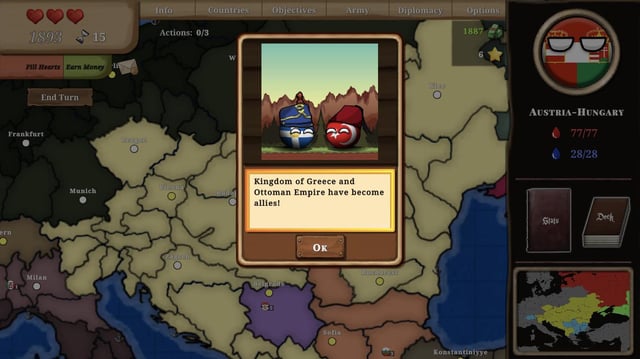 Info Countries Objectives Army Diplomacy Options
1893 15
Actions: 0/3
1887
6
Fill Hearts Earn Money
End Turn
Frankfurt
Munich
Milan
Belgrade
Sofia
Konstantiniyye
Kingdom of Greece and
Ottoman Empire have become
allies!
Ok
Austria-Hungary
77/77
28/28
Stats
Deck